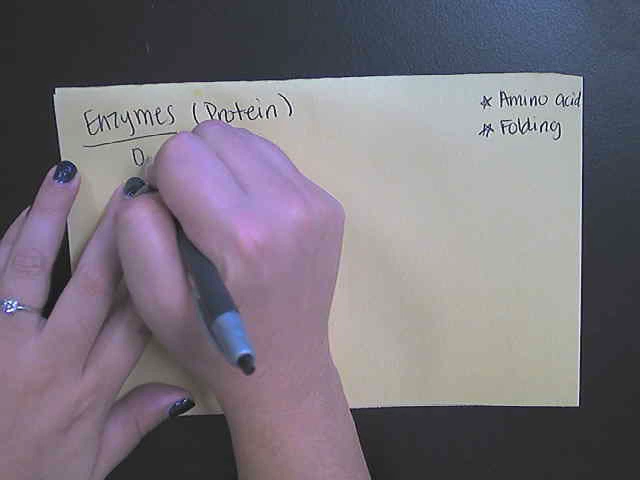 Enzymes (Protein)
* Amino acid
* Folding